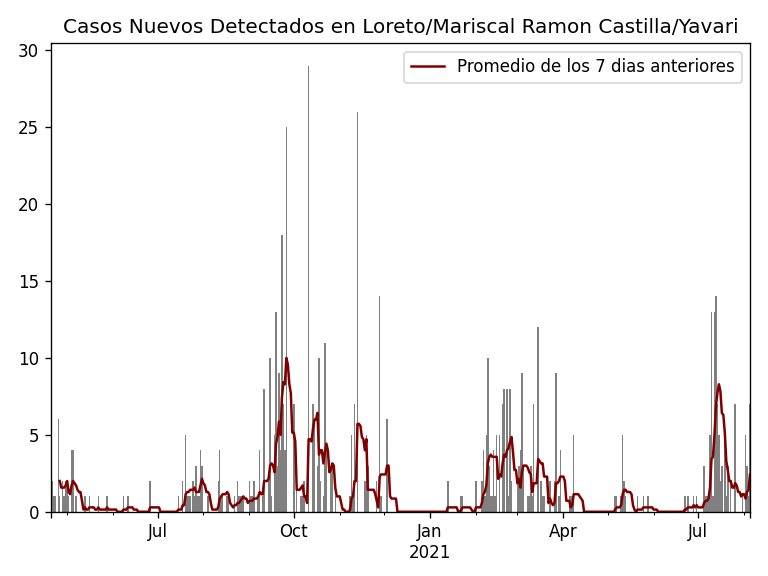 Casos Nuevos Detectados en Loreto/Mariscal Ramon Castilla/Yavari
Promedio de los 7 dias anteriores
30
25
20
15
10
5
0
Jul
Oct
Jan
2021
Apr
Jul